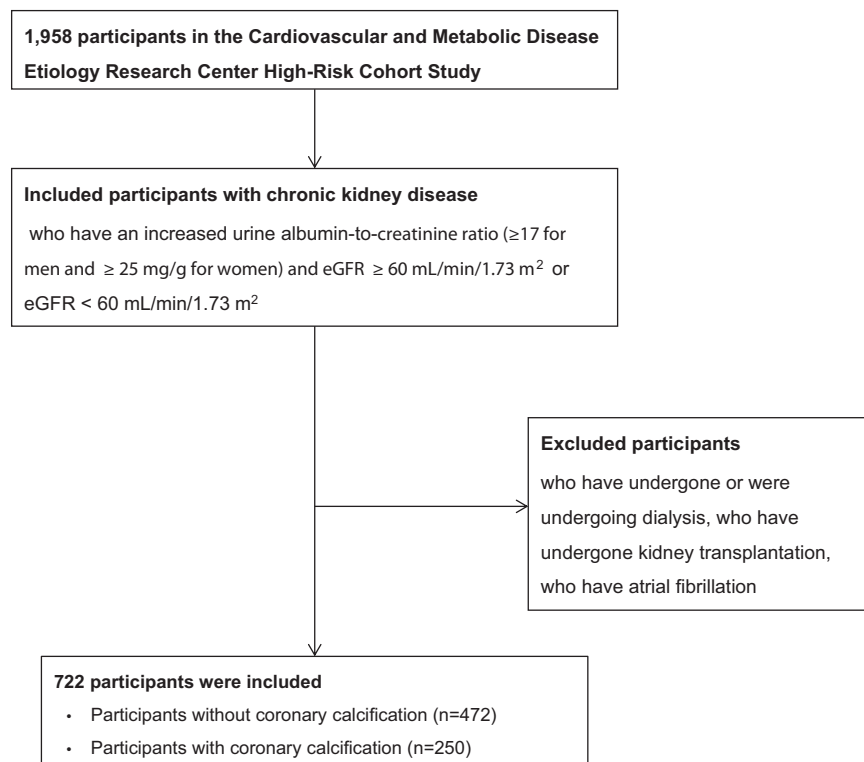 1,958 participants in the Cardiovascular and Metabolic Disease
Etiology Research Center High-Risk Cohort Study
Included participants with chronic kidney disease
who have an increased urine albumin-to-creatinine ratio (≥17 for
men and ≥ 25 mg/g for women) and eGFR ≥ 60 mL/min/1.73 m² or
eGFR < 60 mL/min/1.73 m²
Excluded participants
who have undergone or were
undergoing dialysis, who have
undergone kidney transplantation,
who have atrial fibrillation
722 participants were included
• Participants without coronary calcification (n=472)
• Participants with coronary calcification (n=250)